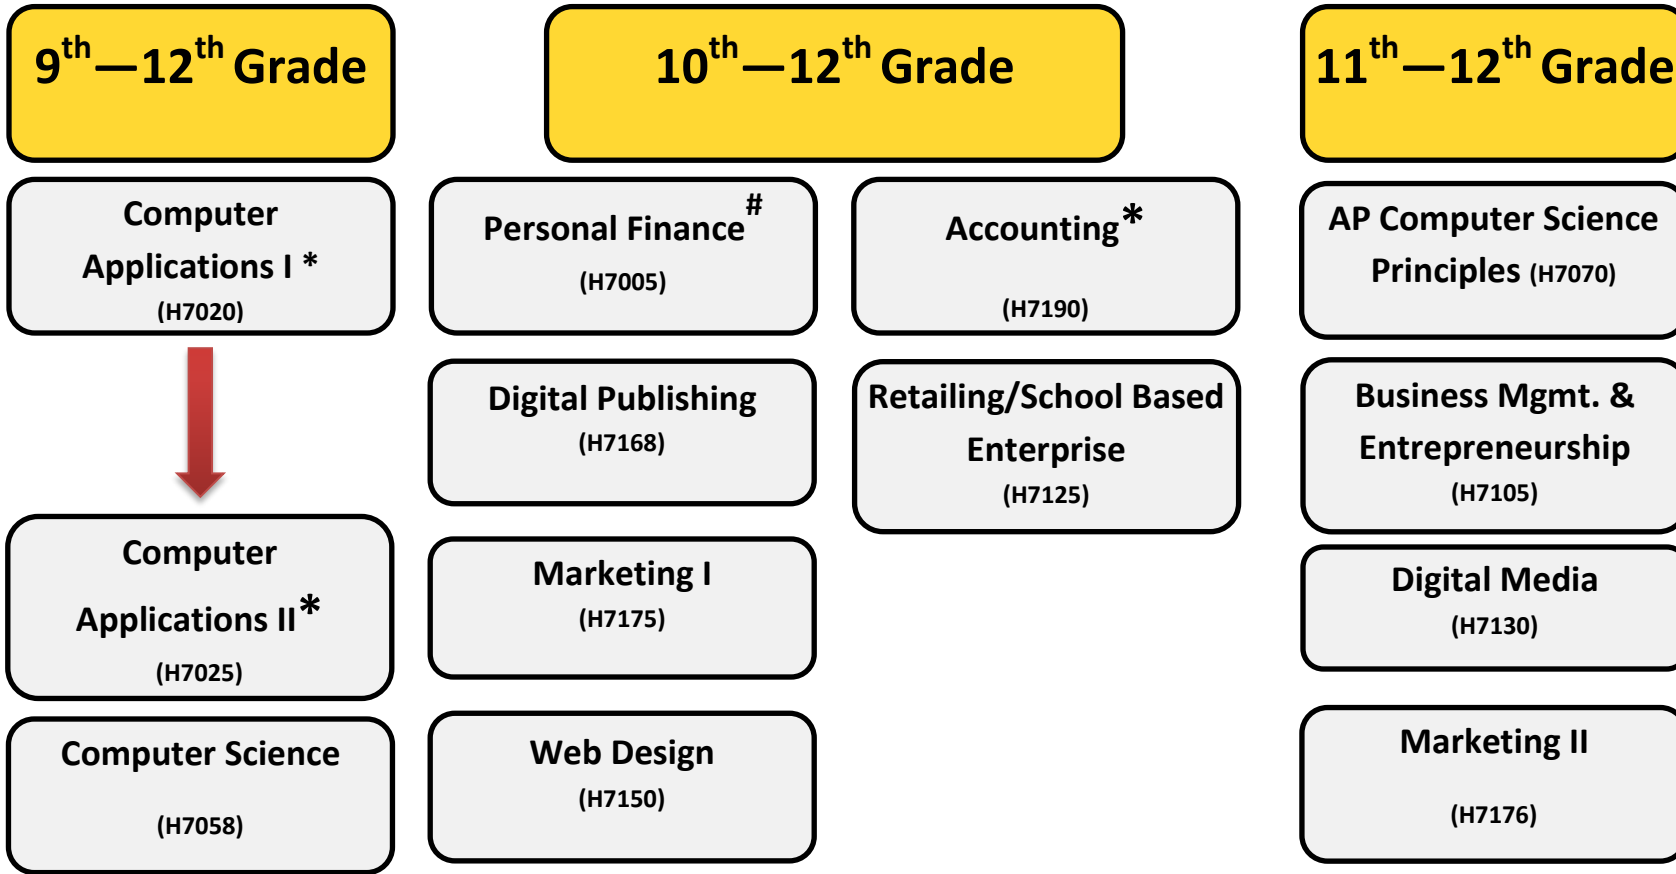 9th—12th Grade
10th—12th Grade
11th—12th Grade
Computer
Applications I *
(H7020)
Computer
Applications II*
(H7025)
Computer Science
(H7058)
Personal Finance#
(H7005)
Digital Publishing
(H7168)
Marketing I
(H7175)
Web Design
(H7150)
Accounting*
(H7190)
Retailing/School Based
Enterprise
(H7125)
AP Computer Science
Principles (H7070)
Business Mgmt. &
Entrepreneurship
(H7105)
Digital Media
(H7130)
Marketing II
(H7176)